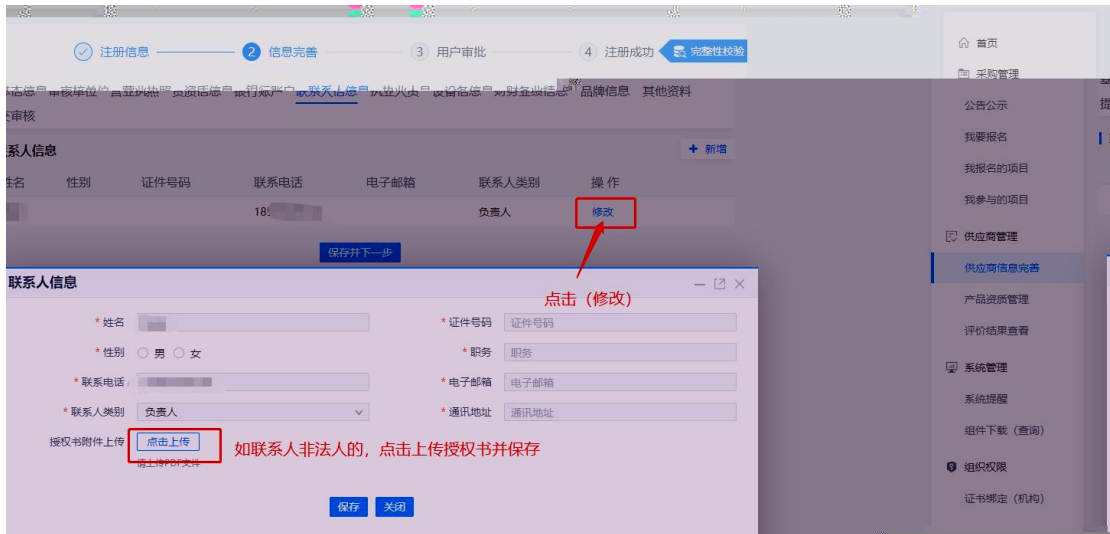 注册信息
2 信息完善
3 用户审批
4 注册成功
完整性校验
品牌信息 其他资料
审核
系人信息
+ 新增
姓名 性别 证件号码 联系电话 电子邮箱 联系人类别 操作
负责人 修改
保存并下一步
点击（修改）
联系人信息
* 姓名
* 证件号码 证件号码
* 性别 男 女
* 职务 职务
* 联系电话
* 电子邮箱 电子邮箱
* 联系人类别 负责人
* 通讯地址 通讯地址
授权书附件上传 点击上传
如联系人非法人的，点击上传授权书并保存
请上传PDF文件
保存 关闭
首页
采购管理
公告公示
我要报名
我报名的项目
我参与的项目
供应商管理
供应商信息完善
产品资质管理
评价结果查看
系统管理
系统提醒
组件下载（查询）
组织权限
证书绑定（机构）